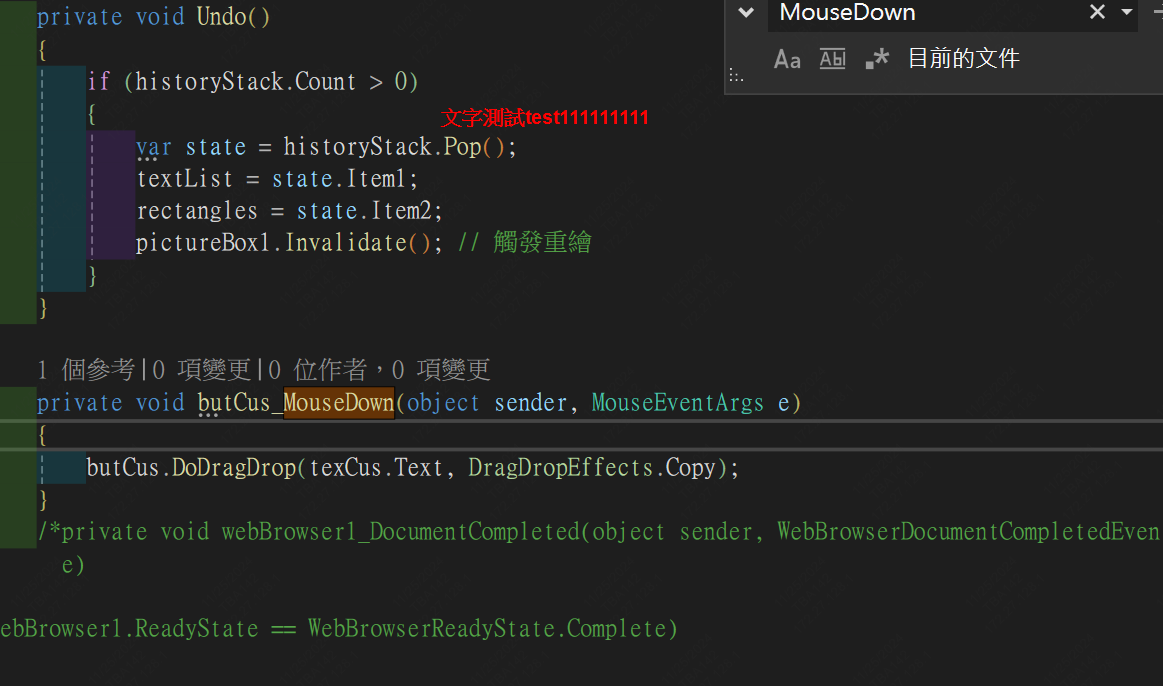 private void Undo()
MouseDown
{
Aa Abl .* 目前的文件
if (historyStack.Count > 0)
{
文字測試test111111111
var state = historyStack.Pop();
textList = state.Item1;
rectangles = state.Item2;
pictureBox1.Invalidate(); // 觸發重繪
}
}
1 個參考|0 項變更|0 位作者，0 項變更
private void butCus_MouseDown(object sender, MouseEventArgs e)
{
butCus.DoDragDrop(texCus.Text, DragDropEffects.Copy);
}
/*private void webBrowser1_DocumentCompleted(object sender, WebBrowserDocumentCompletedEven
e)
ebBrowser1.ReadyState == WebBrowserReadyState.Complete)